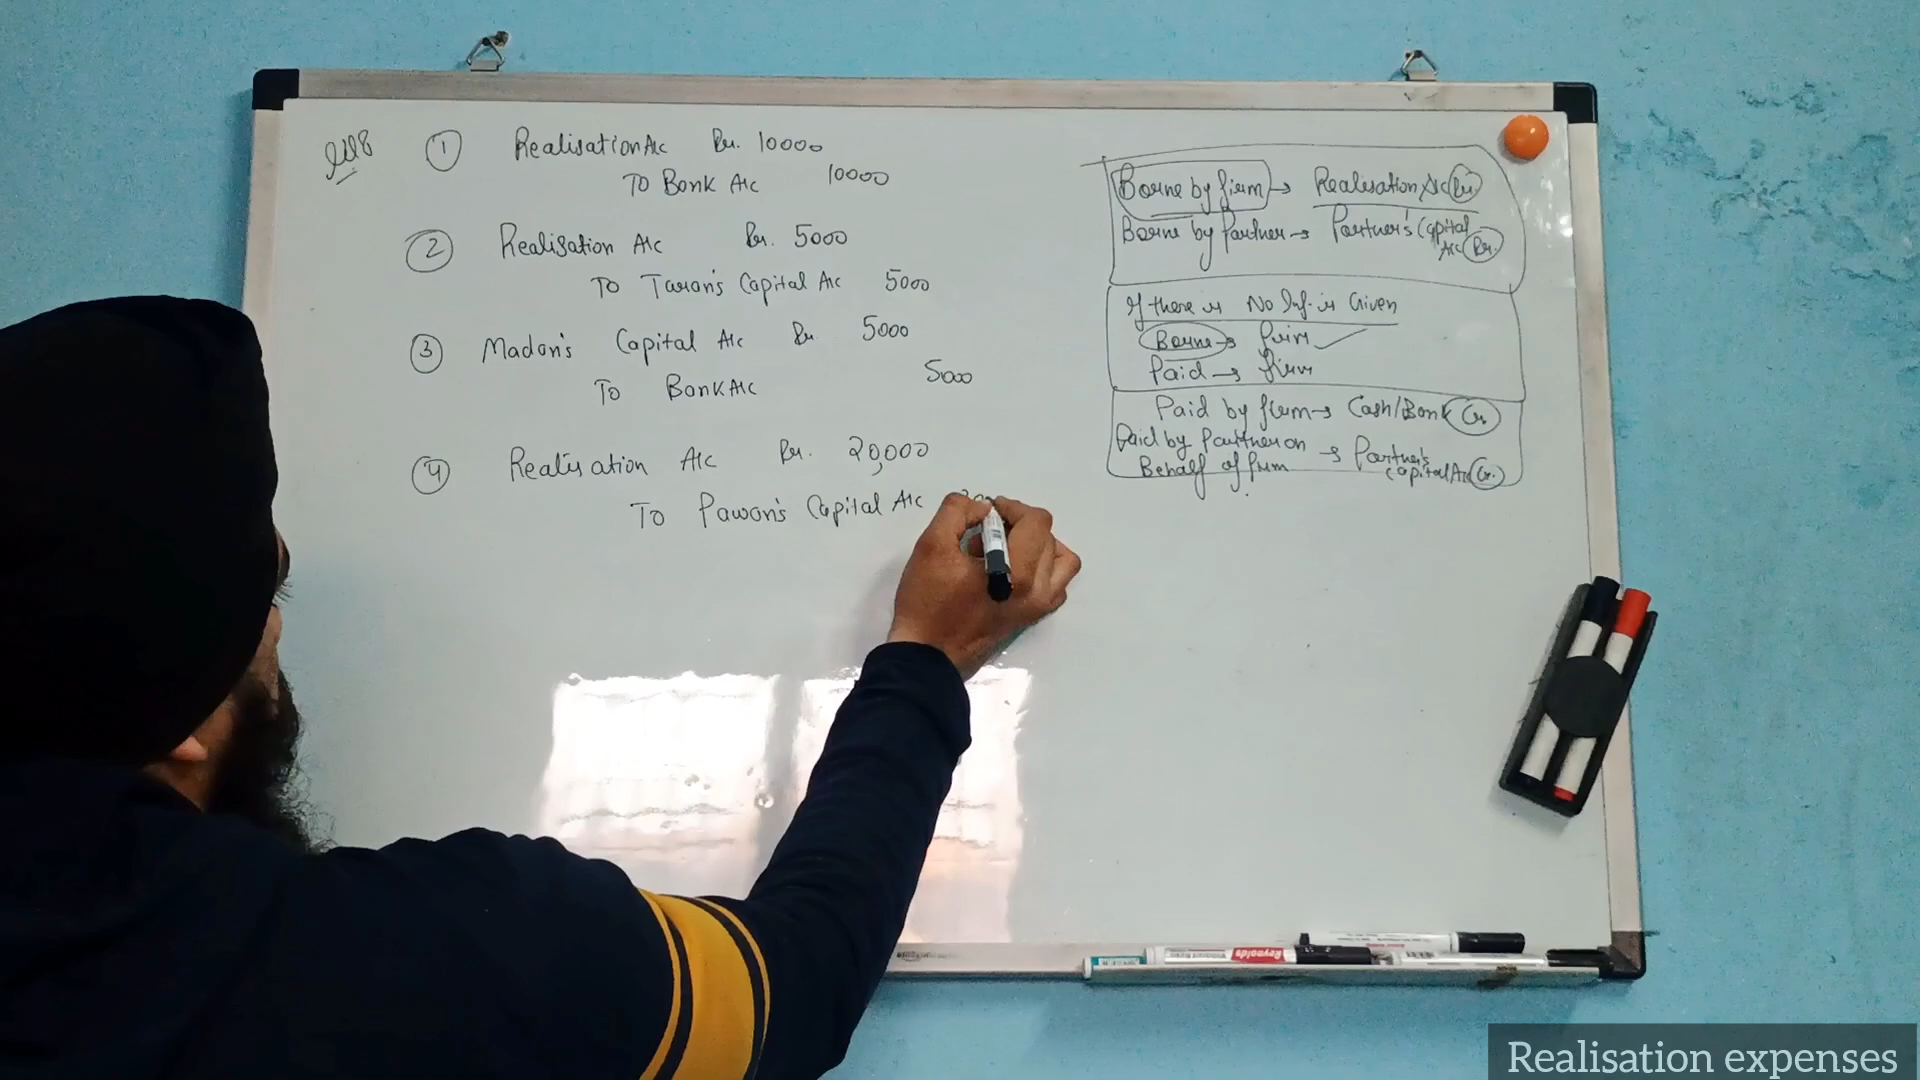 ① Realisation A/c Dr. 10000
To Bank A/c 10000
② Realisation A/c Dr. 5000
To Taran's Capital A/c 5000
③ Madan's Capital A/c Dr 5000
To Bank A/c 5000
④ Realisation A/c Dr. 20,000
To Pawan's Capital A/c
Borne by firm → Realisation A/c Dr.
Borne by Partner → Partner's Capital
A/c Dr.
If there is No Inf. is Given
Borne → firm
Paid → firm
Paid by firm → Cash/Bank Cr.
Paid by Partner on → Partner's
Behalf of firm Capital A/c Cr.
Reynolds
Realisation expenses